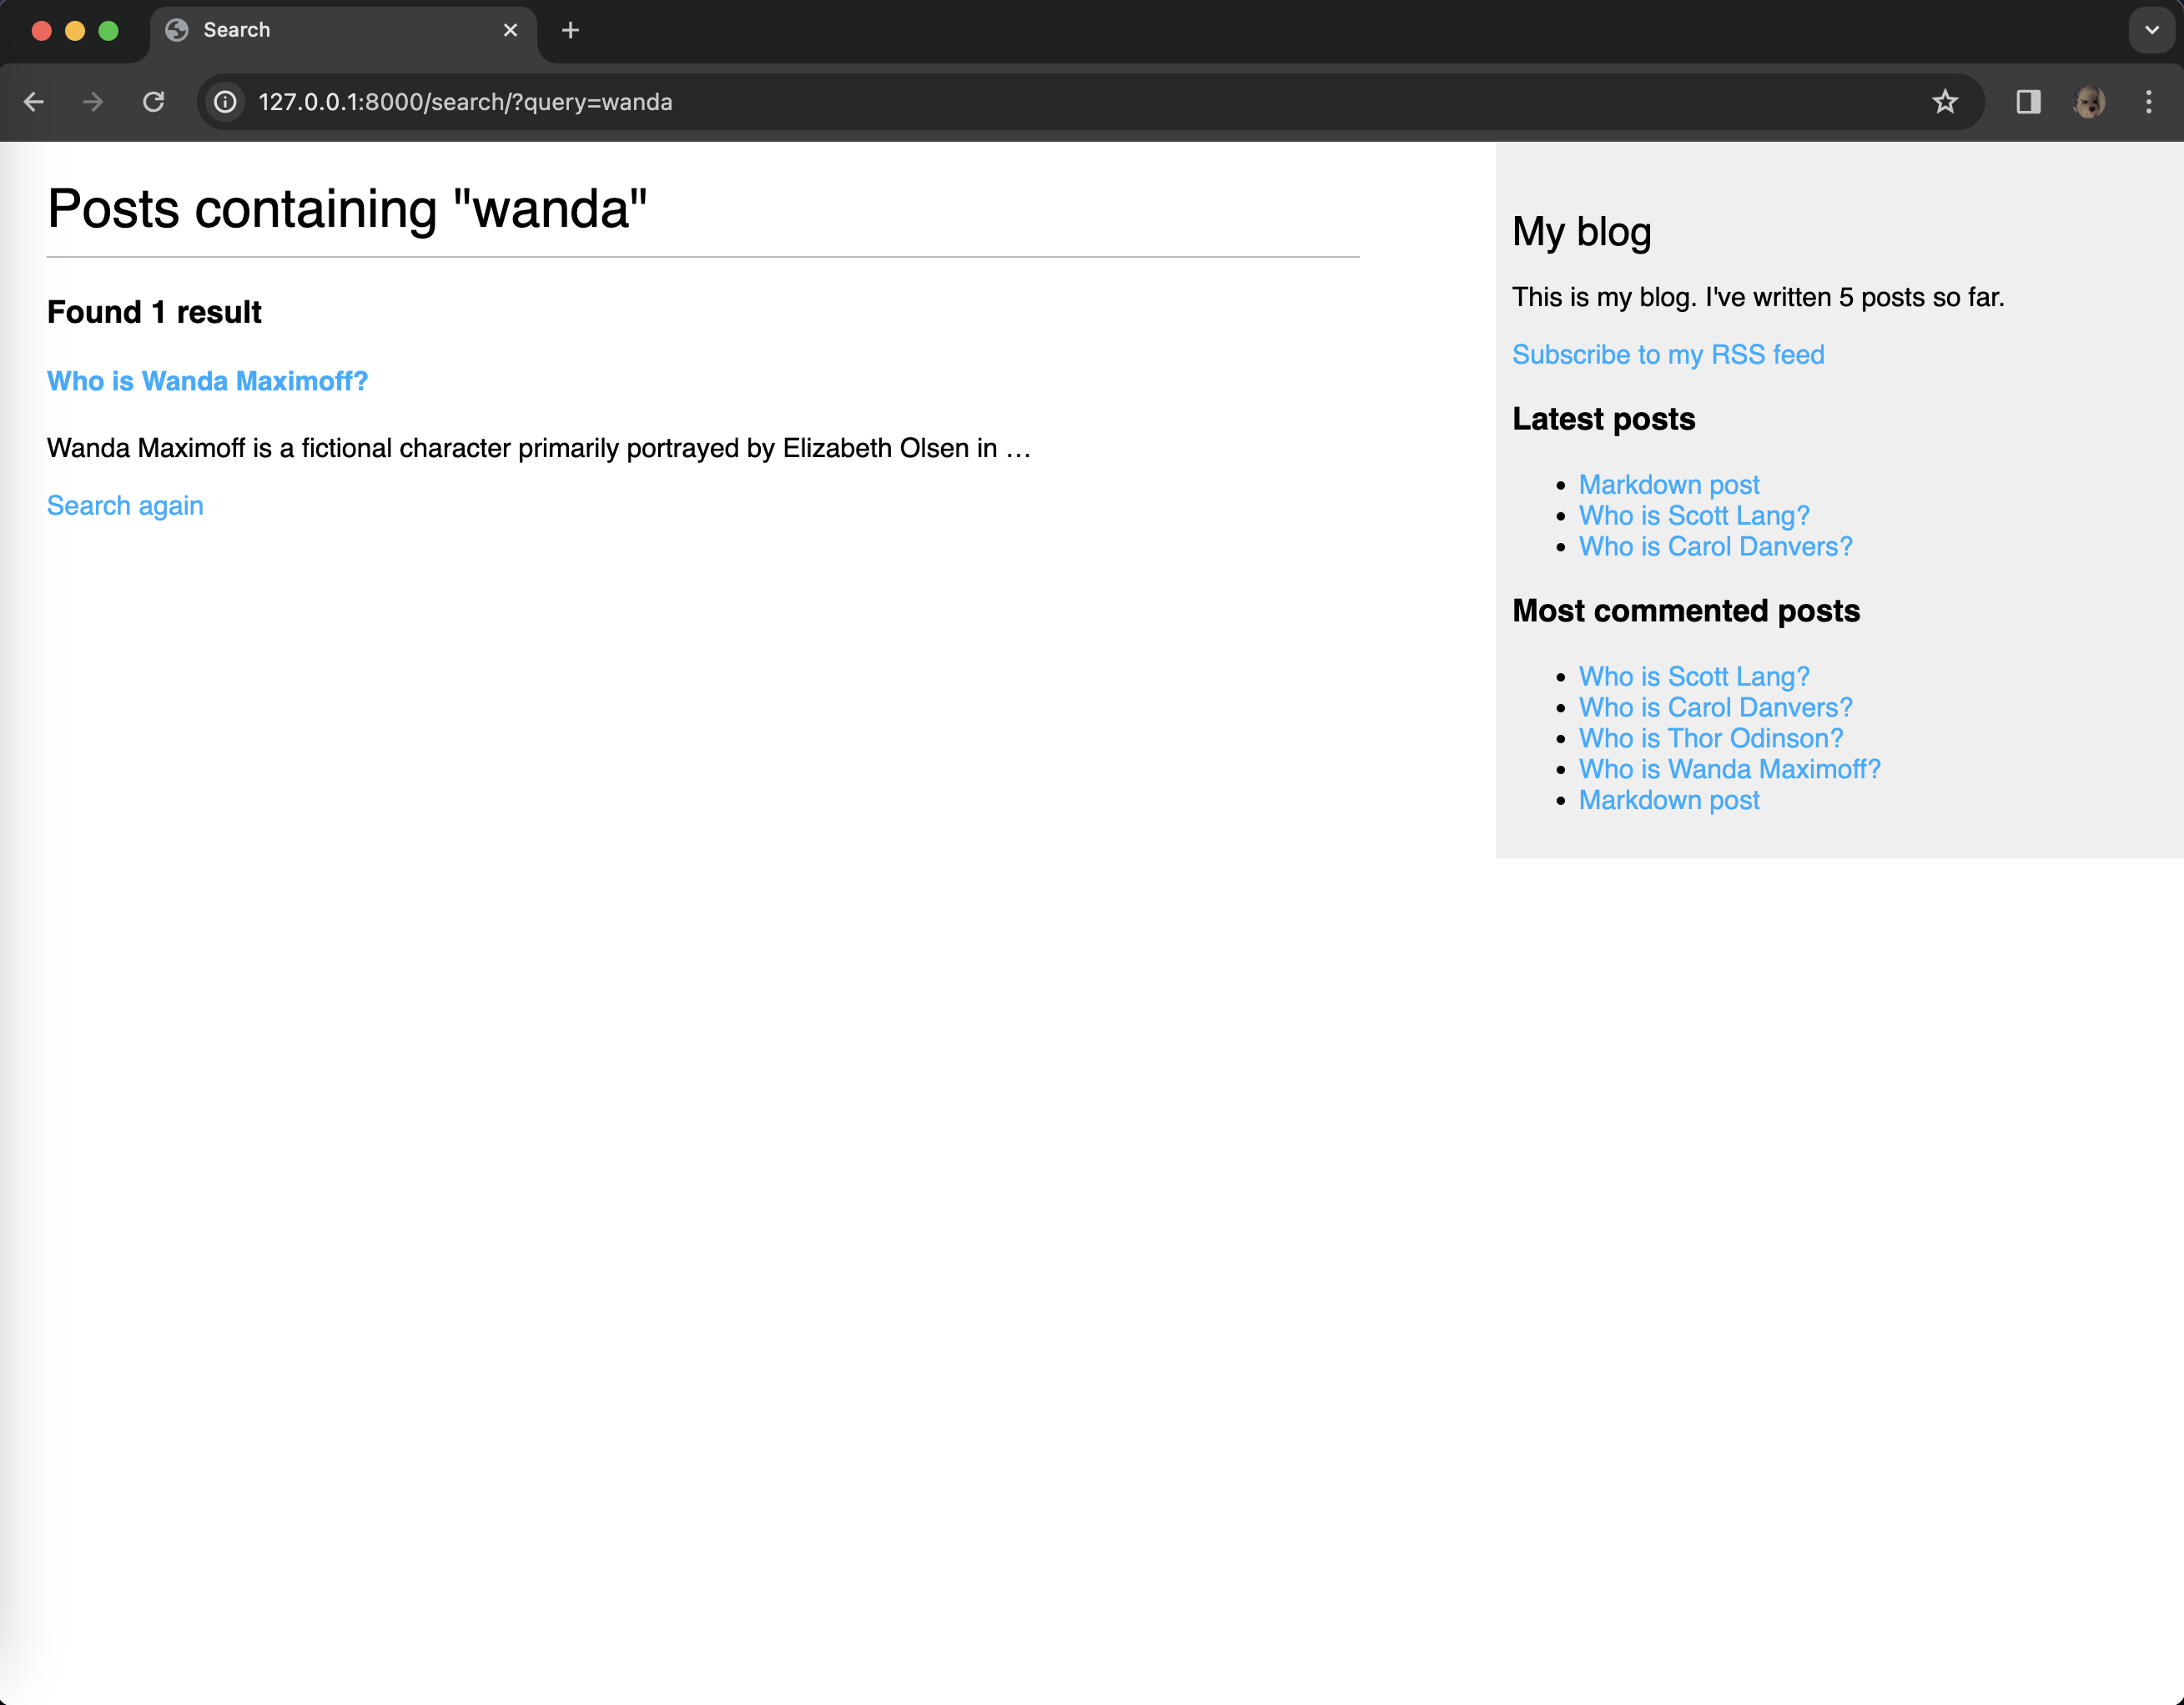 Search
127.0.0.1:8000/search/?query=wanda
Posts containing "wanda"
Found 1 result
Who is Wanda Maximoff?
Wanda Maximoff is a fictional character primarily portrayed by Elizabeth Olsen in …
Search again
My blog
This is my blog. I've written 5 posts so far.
Subscribe to my RSS feed
Latest posts
Markdown post
Who is Scott Lang?
Who is Carol Danvers?
Most commented posts
Who is Scott Lang?
Who is Carol Danvers?
Who is Thor Odinson?
Who is Wanda Maximoff?
Markdown post